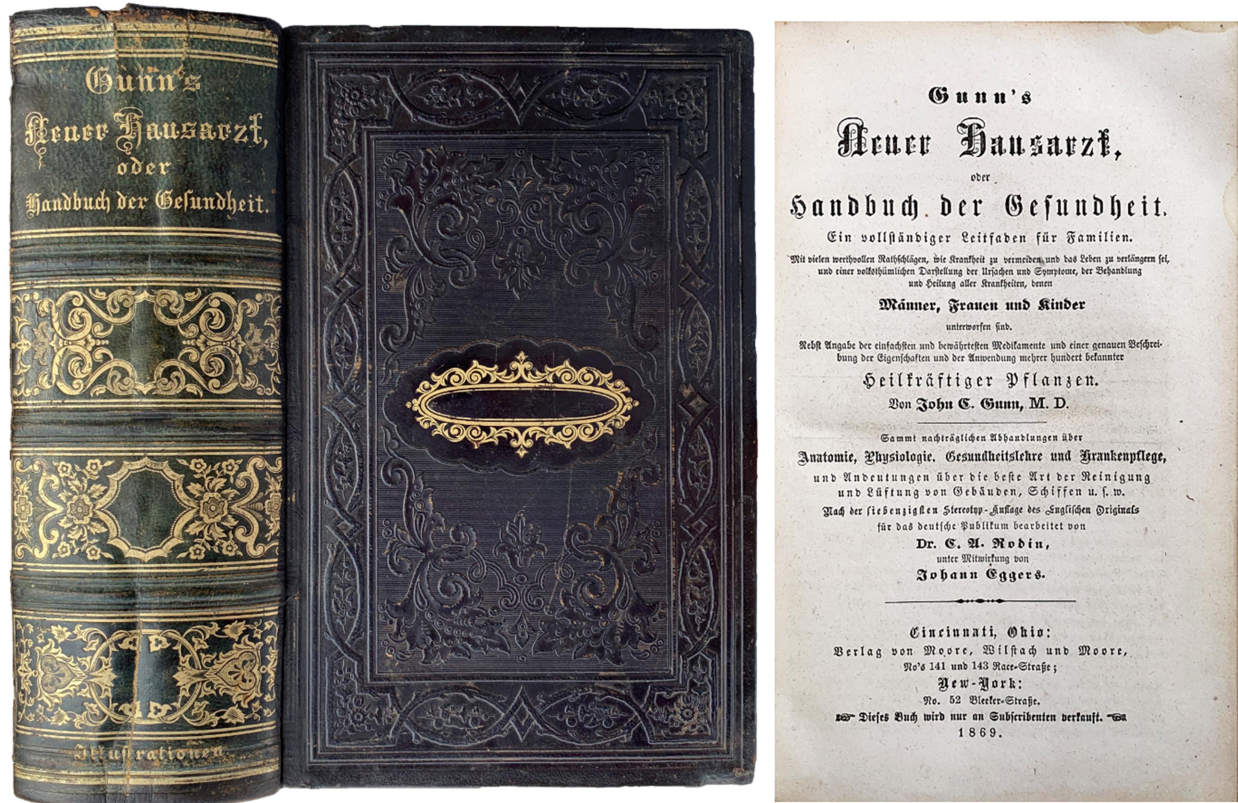 Gunn's
Neuer Hausarzt,
oder
Handbuch der Gesundheit.
Illustrationen.
Gunn's
Neuer Hausarzt,
oder
Handbuch der Gesundheit.
Ein vollständiger Leitfaden für Familien.
Mit vielen werthvollen Rathschlägen, wie Krankheit zu vermeiden und das Leben zu verlängern sei,
und einer volksthümlichen Darstellung der Ursachen und Symptome, der Behandlung
und Heilung aller Krankheiten, denen
Männer, Frauen und Kinder
unterworfen sind.
Nebst Angabe der einfachsten und bewährtesten Medikamente und einer genauen Beschrei-
bung der Eigenschaften und der Anwendung mehrer hundert bekannter
Heilkräftiger Pflanzen.
Von John C. Gunn, M. D.
Sammt nachträglichen Abhandlungen über
Anatomie, Physiologie, Gesundheitslehre und Krankenpflege,
und Andeutungen über die beste Art der Reinigung
und Lüftung von Gebäuden, Schiffen u. s. w.
Nach der siebenzigsten Stereotyp-Auflage des Englischen Originals
für das deutsche Publikum bearbeitet von
Dr. C. A. Rodin,
unter Mitwirkung von
Johann Eggers.
Cincinnati, Ohio:
Verlag von Moore, Wilstach und Moore,
No's 141 und 143 Race-Straße;
New-York:
No. 52 Bleeker-Straße.
Dieses Buch wird nur an Subscribenten verkauft.
1869.